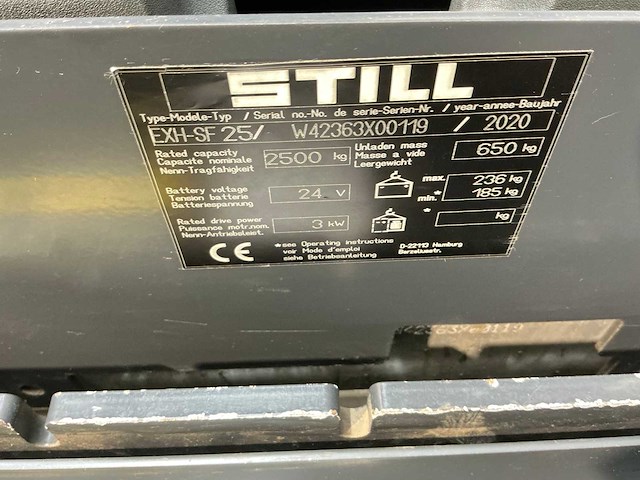 STILL
Type-Modele-Typ / Serial no.-No. de serie-Serien-Nr. / year-annee-Baujahr
EXH-SF 25/ W42363X00119 / 2020
Rated capacity
Capacite nominale 2500 kg
Nenn-Tragfahigkeit
Unladen mass
Masse a vide 650 kg
Leergewicht
Battery voltage
Tension batterie 24 V
Batteriespannung
max. 236 kg
min.* 185 kg
Rated drive power
Puissance motr.nom. 3 kW
Nenn-Antriebsleist.
* kg
CE
*see Operating instructions
voir Mode d'emploi
siehe Betriebsanleitung
D-22113 Hamburg
Berzeliusstr.